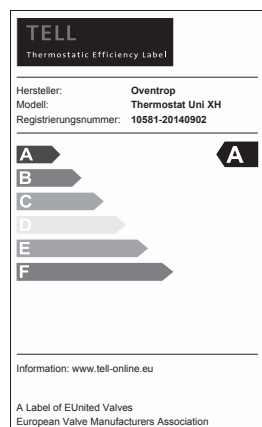 TELL
Thermostatic Efficiency Label
Hersteller: Oventrop
Modell: Thermostat Uni XH
Registrierungsnummer: 10581-20140902
A A
B
C
D
E
F
Information: www.tell-online.eu
A Label of EUnited Valves
European Valve Manufacturers Association